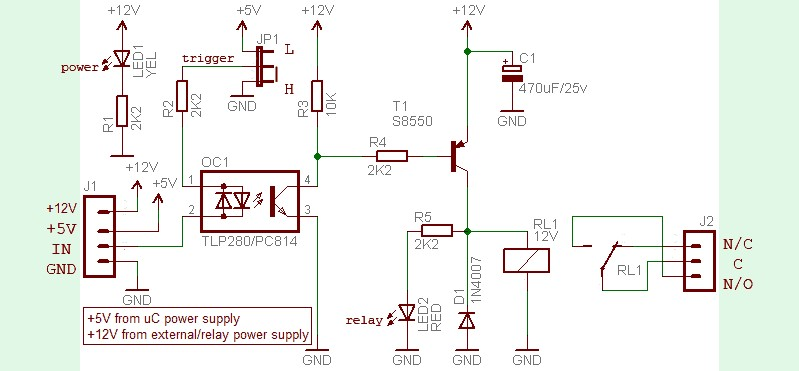 +12V
+5V
+12V
+12V
power
LED1
YEL
trigger
JP1
L
H
R1
2K2
R2
2K2
GND
R3
10K
T1
S8550
+
C1
470uF/25v
GND
R4
2K2
+12V
+5V
OC1
1
2
4
3
TLP280/PC814
J1
+12V
+5V
IN
GND
GND
R5
2K2
RL1
12V
D1
1N4007
relay
LED2
RED
RL1
J2
N/C
C
N/O
+5V from uC power supply
+12V from external/relay power supply
GND
GND
GND
GND